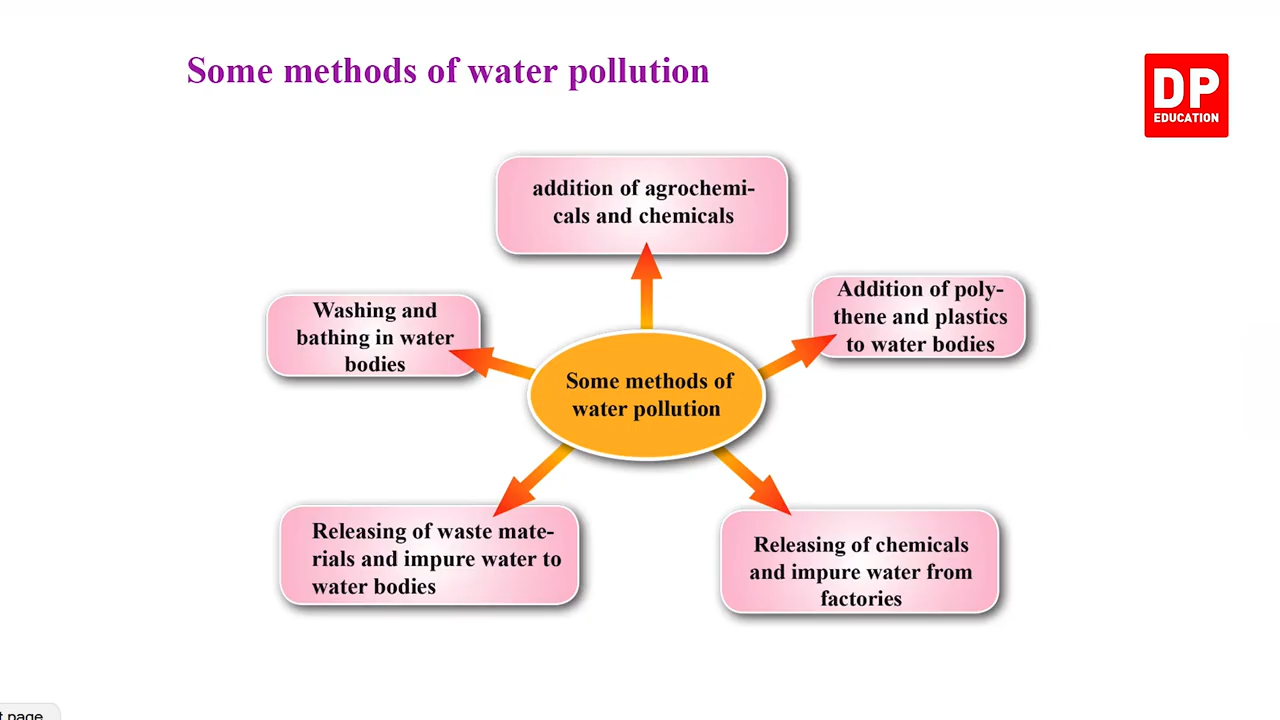 Some methods of water pollution
DP
EDUCATION
addition of agrochemi-
cals and chemicals
Washing and
bathing in water
bodies
Addition of poly-
thene and plastics
to water bodies
Some methods of
water pollution
Releasing of waste mate-
rials and impure water to
water bodies
Releasing of chemicals
and impure water from
factories
page